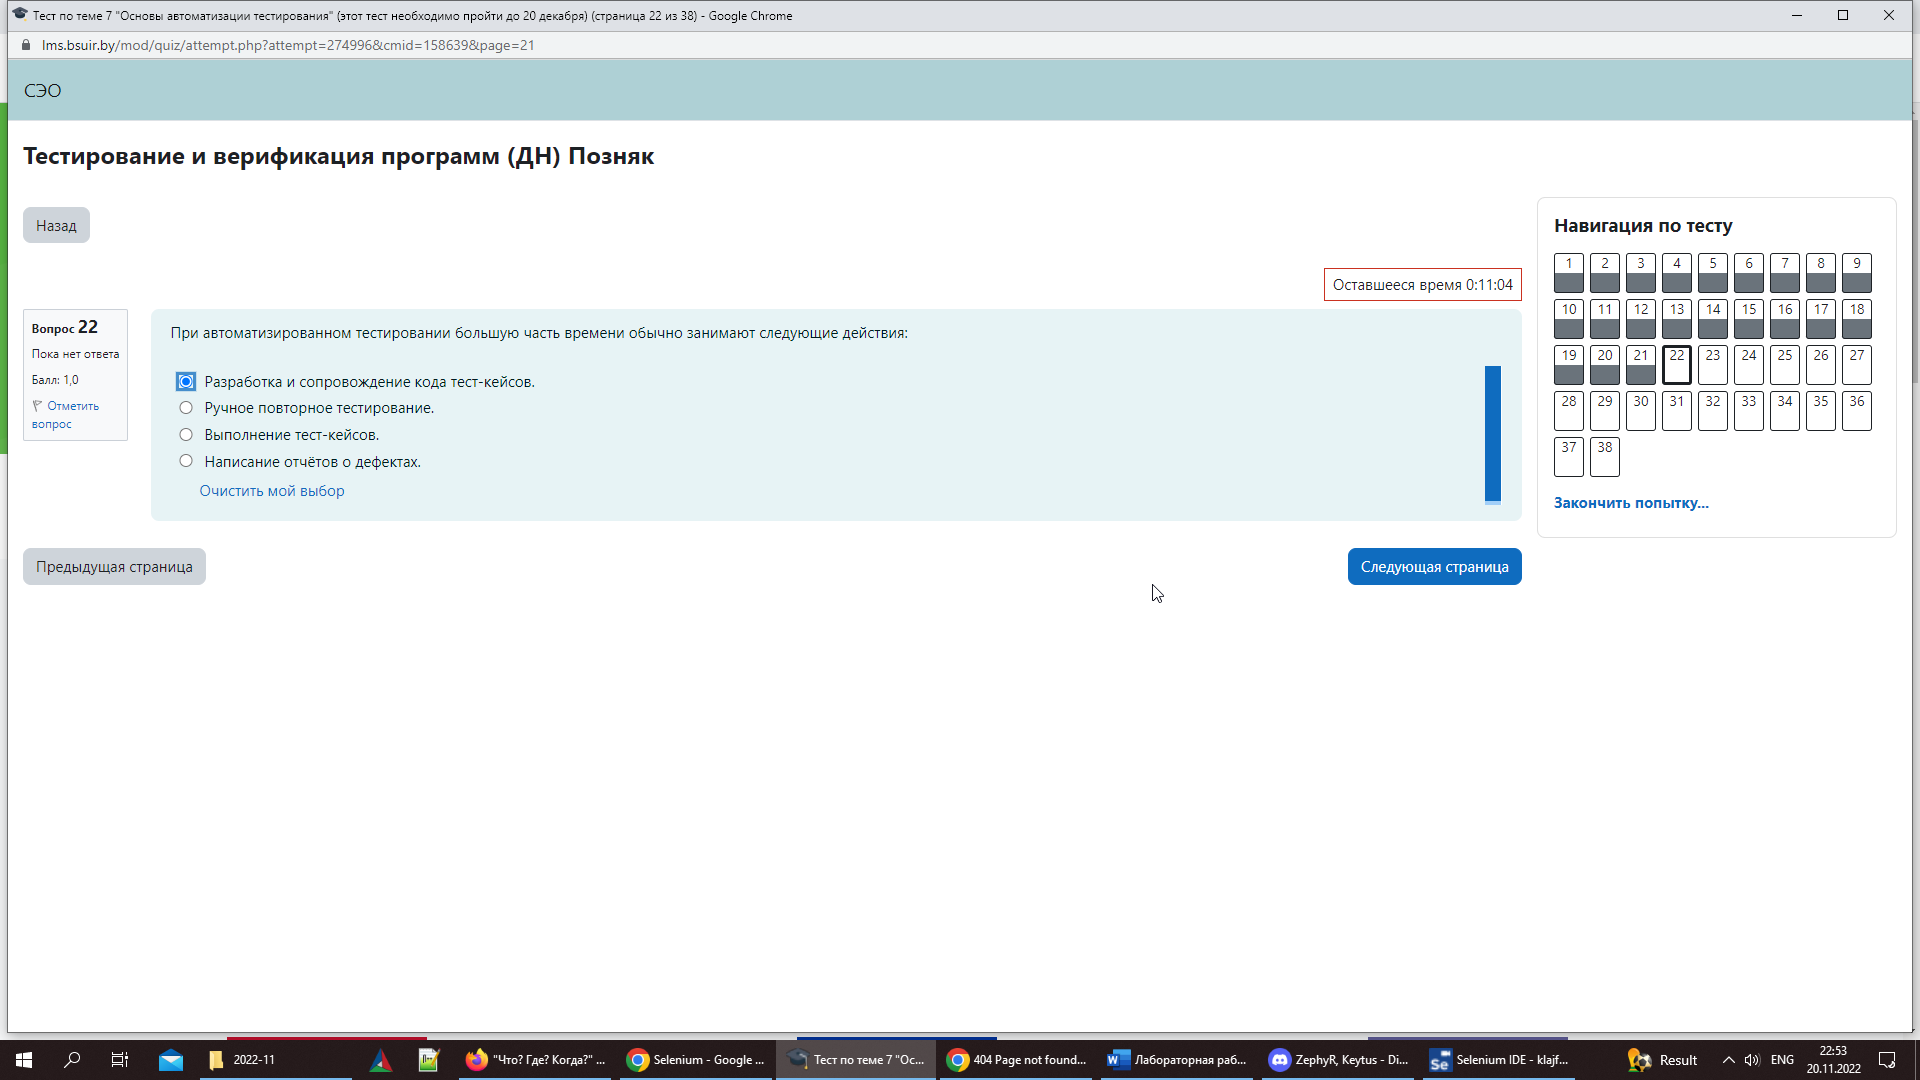 Тест по теме 7 "Основы автоматизации тестирования" (этот тест необходимо пройти до 20 декабря) (страница 22 из 38) - Google Chrome
lms.bsuir.by/mod/quiz/attempt.php?attempt=274996&cmid=158639&page=21
СЭО
Тестирование и верификация программ (ДН) Позняк
Назад
Оставшееся время 0:11:04
Вопрос 22
Пока нет ответа
Балл: 1,0
Отметить
вопрос
При автоматизированном тестировании большую часть времени обычно занимают следующие действия:
Разработка и сопровождение кода тест-кейсов.
Ручное повторное тестирование.
Выполнение тест-кейсов.
Написание отчётов о дефектах.
Очистить мой выбор
Предыдущая страница
Следующая страница
Навигация по тесту
1 2 3 4 5 6 7 8 9
10 11 12 13 14 15 16 17 18
19 20 21 22 23 24 25 26 27
28 29 30 31 32 33 34 35 36
37 38
Закончить попытку...
2022-11
"Что? Где? Когда?" ...
Selenium - Google ...
Тест по теме 7 "Ос...
404 Page not found...
Лабораторная раб...
ZephyR, Keytus - Di...
Se
Selenium IDE - klajf...
Result
ENG
22:53
20.11.2022